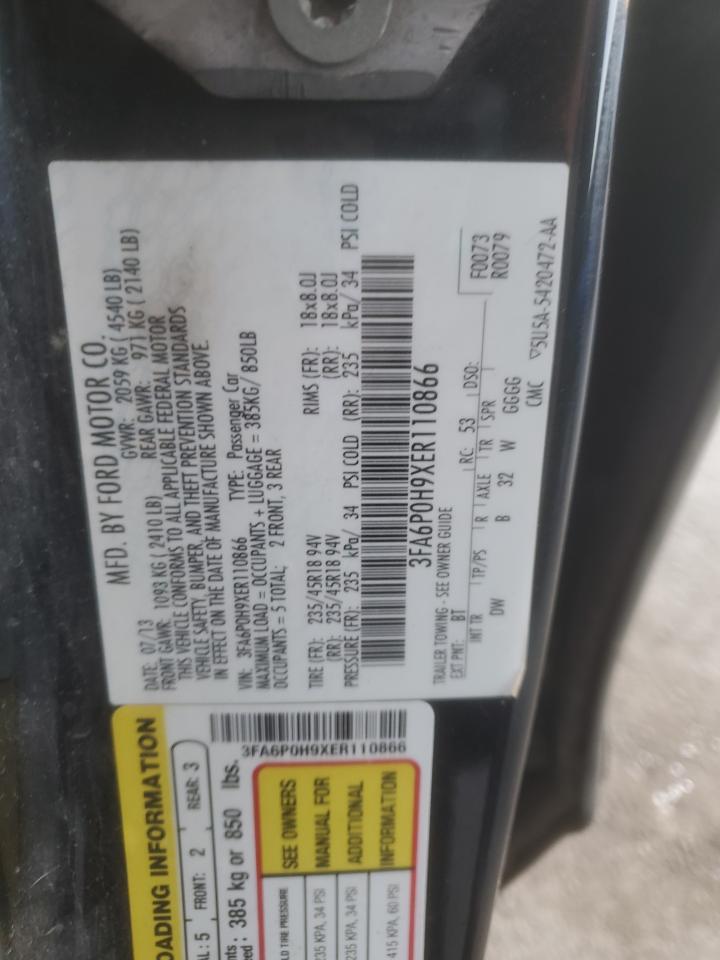 MFD. BY FORD MOTOR CO.
DATE: 07/13 GVWR: 2059 KG ( 4540 LB)
FRONT GAWR: 1093 KG ( 2410 LB) REAR GAWR: 971 KG ( 2140 LB)
THIS VEHICLE CONFORMS TO ALL APPLICABLE FEDERAL MOTOR
VEHICLE SAFETY, BUMPER, AND THEFT PREVENTION STANDARDS
IN EFFECT ON THE DATE OF MANUFACTURE SHOWN ABOVE.
VIN: 3FA6P0H9XER110866 TYPE: Passenger Car
MAXIMUM LOAD = OCCUPANTS + LUGGAGE = 385KG/ 850LB
OCCUPANTS = 5 TOTAL; 2 FRONT, 3 REAR
TIRE (FR): 235/45R18 94V RIMS (FR): 18x8.0J
(RR): 235/45R18 94V (RR): 18x8.0J
PRESSURE (FR): 235 kPa/ 34 PSI COLD (RR): 235 kPa/ 34 PSI COLD
3FA6P0H9XER110866
TRAILER TOWING - SEE OWNER GUIDE
EXT PNT: BT RC: 53 DSO: F0073
R0079
INT TR TP/PS R AXLE TR SPR
DW B 32 W GGGG
CMC ▽5U5A-5420472-AA
OADING INFORMATION
AL: 5 FRONT: 2 REAR: 3
385 kg or 850 lbs.
3FA6P0H9XER110866
SEE OWNERS
MANUAL FOR
ADDITIONAL
INFORMATION
LD TIRE PRESSURE
235 KPA, 34 PSI
235 KPA, 34 PSI
415 KPA, 60 PSI